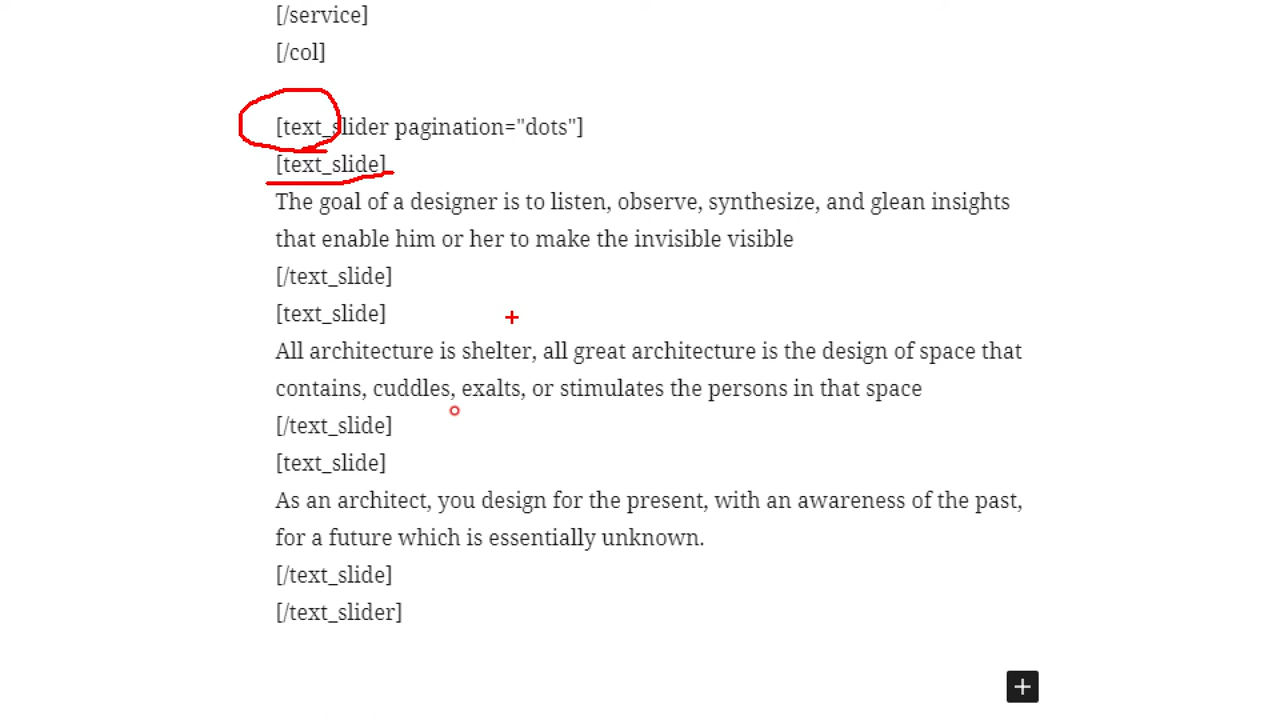 [/service]
[/col]
[text_slider pagination="dots"]
[text_slide]
The goal of a designer is to listen, observe, synthesize, and glean insights
that enable him or her to make the invisible visible
[/text_slide]
[text_slide]
All architecture is shelter, all great architecture is the design of space that
contains, cuddles, exalts, or stimulates the persons in that space
[/text_slide]
[text_slide]
As an architect, you design for the present, with an awareness of the past,
for a future which is essentially unknown.
[/text_slide]
[/text_slider]